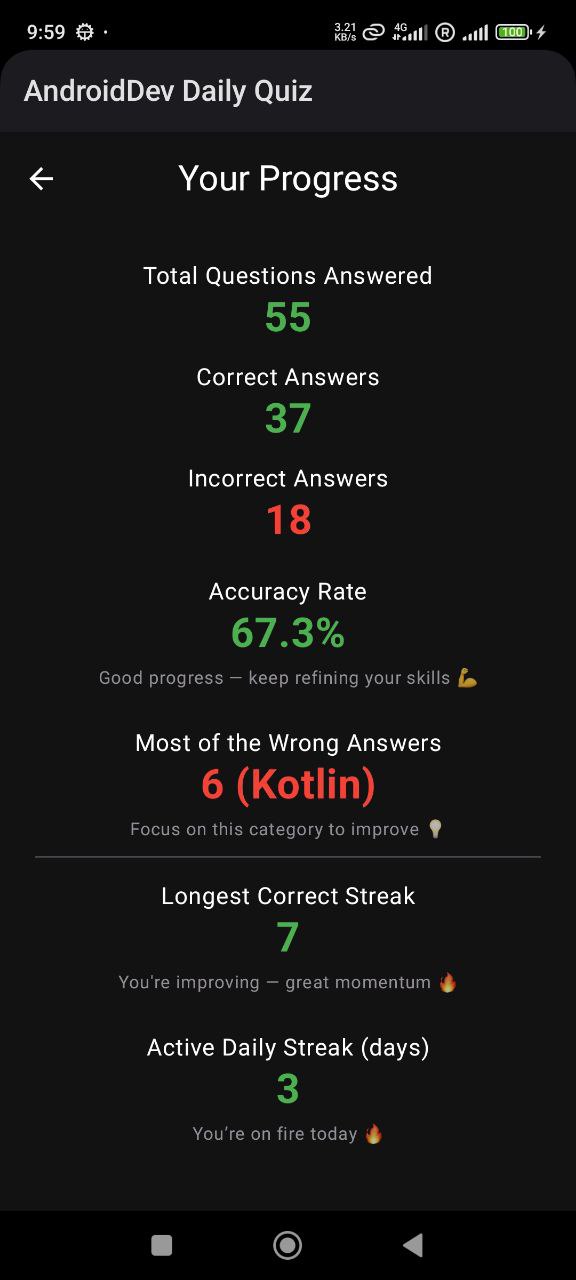 9:59
3.21
KB/s
4G
R
100
AndroidDev Daily Quiz
Your Progress
Total Questions Answered
55
Correct Answers
37
Incorrect Answers
18
Accuracy Rate
67.3%
Good progress — keep refining your skills 💪
Most of the Wrong Answers
6 (Kotlin)
Focus on this category to improve 💡
Longest Correct Streak
7
You're improving — great momentum 🔥
Active Daily Streak (days)
3
You’re on fire today 🔥